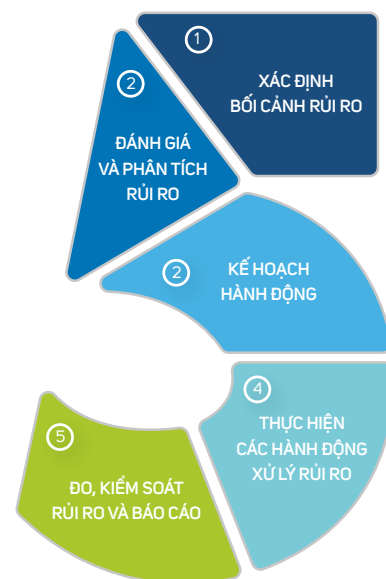 1
XÁC ĐỊNH
BỐI CẢNH RỦI RO
2
ĐÁNH GIÁ
VÀ PHÂN TÍCH
RỦI RO
2
KẾ HOẠCH
HÀNH ĐỘNG
4
THỰC HIỆN
CÁC HÀNH ĐỘNG
XỬ LÝ RỦI RO
5
ĐO, KIỂM SOÁT
RỦI RO VÀ BÁO CÁO